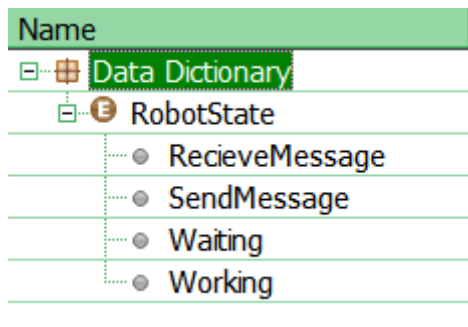 Name
Data Dictionary
E RobotState
RecieveMessage
SendMessage
Waiting
Working